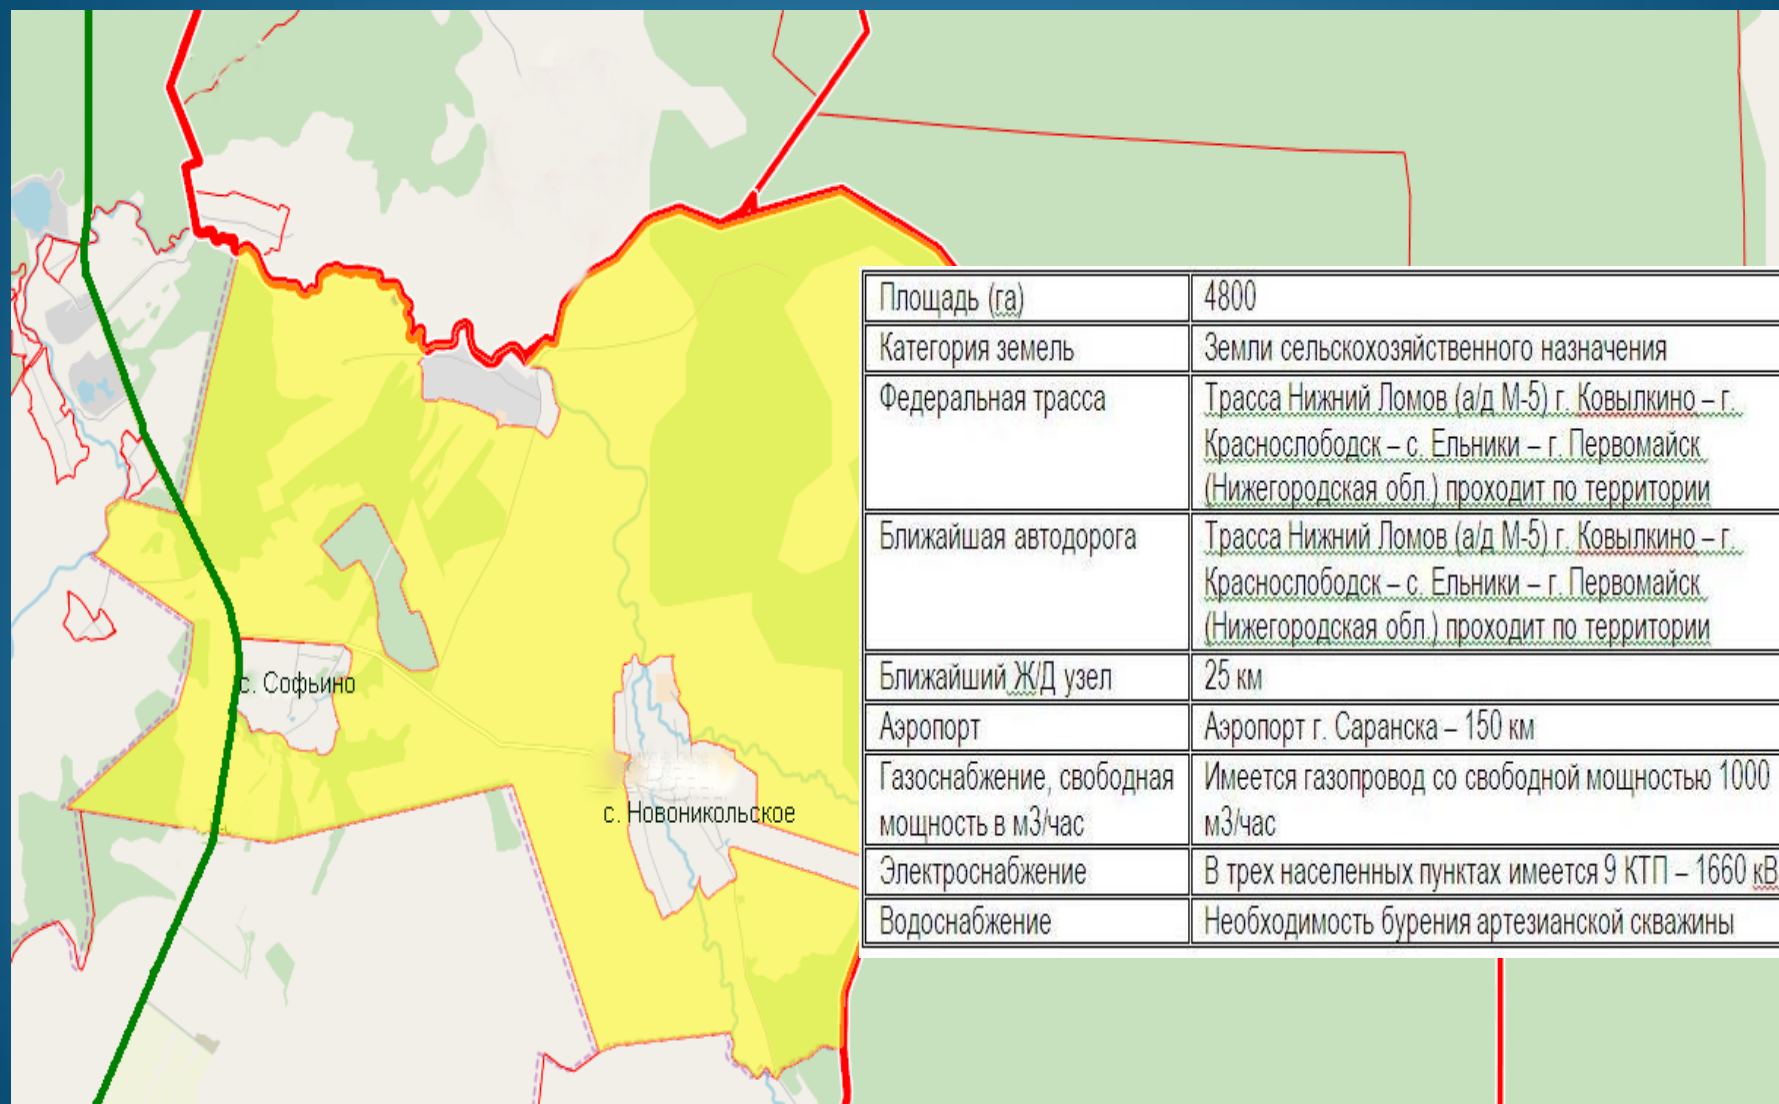 с. Софьино
с. Новоникольское
Площадь (га)
4800
Категория земель
Земли сельскохозяйственного назначения
Федеральная трасса
Трасса Нижний Ломов (а/д М-5) г. Ковылкино – г.
Краснослободск – с. Ельники – г. Первомайск
(Нижегородская обл.) проходит по территории
Ближайшая автодорога
Трасса Нижний Ломов (а/д М-5) г. Ковылкино – г.
Краснослободск – с. Ельники – г. Первомайск
(Нижегородская обл.) проходит по территории
Ближайший Ж/Д узел
25 км
Аэропорт
Аэропорт г. Саранска – 150 км
Газоснабжение, свободная
мощность в м3/час
Имеется газопровод со свободной мощностью 1000
м3/час
Электроснабжение
В трех населенных пунктах имеется 9 КТП – 1660 кВ
Водоснабжение
Необходимость бурения артезианской скважины